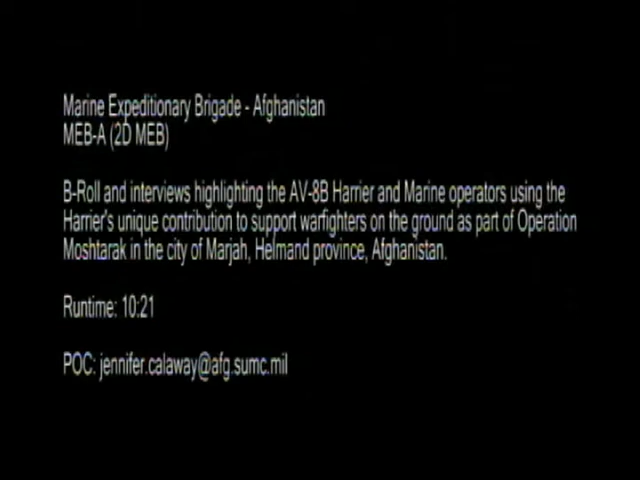 Marine Expeditionary Brigade - Afghanistan
MEB-A (2D MEB)
B-Roll and interviews highlighting the AV-8B Harrier and Marine operators using the
Harrier's unique contribution to support warfighters on the ground as part of Operation
Moshtarak in the city of Marjah, Helmand province, Afghanistan.
Runtime: 10:21
POC: jennifer.calaway@afg.sumc.mil